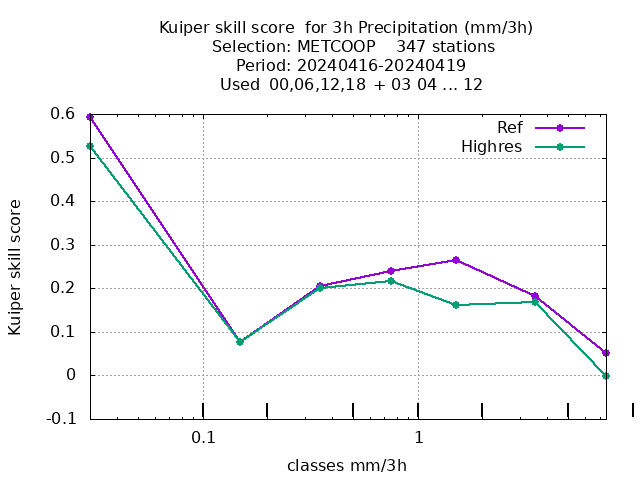 Kuiper skill score  for 3h Precipitation (mm/3h)
Selection: METCOOP    347 stations
Period: 20240416-20240419
Used  00,06,12,18  + 03 04 ... 12
Ref
Highres
0.6
0.5
0.4
0.3
0.2
0.1
0
-0.1
Kuiper skill score
0.1
1
classes mm/3h